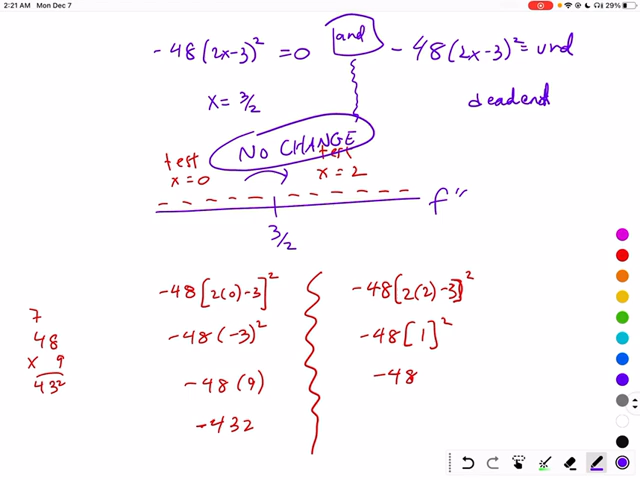 2:21 AM Mon Dec 7
29%
-48(2x-3)² = 0 and -48(2x-3)² = und
x = 3/2
deadend
NO CHANGE
test test
x = 0 x = 2
f''
3/2
-48[2(0)-3]² -48[2(2)-3]²
7
48
x 9
432
-48(-3)² -48[1]²
-48(9) -48
-432